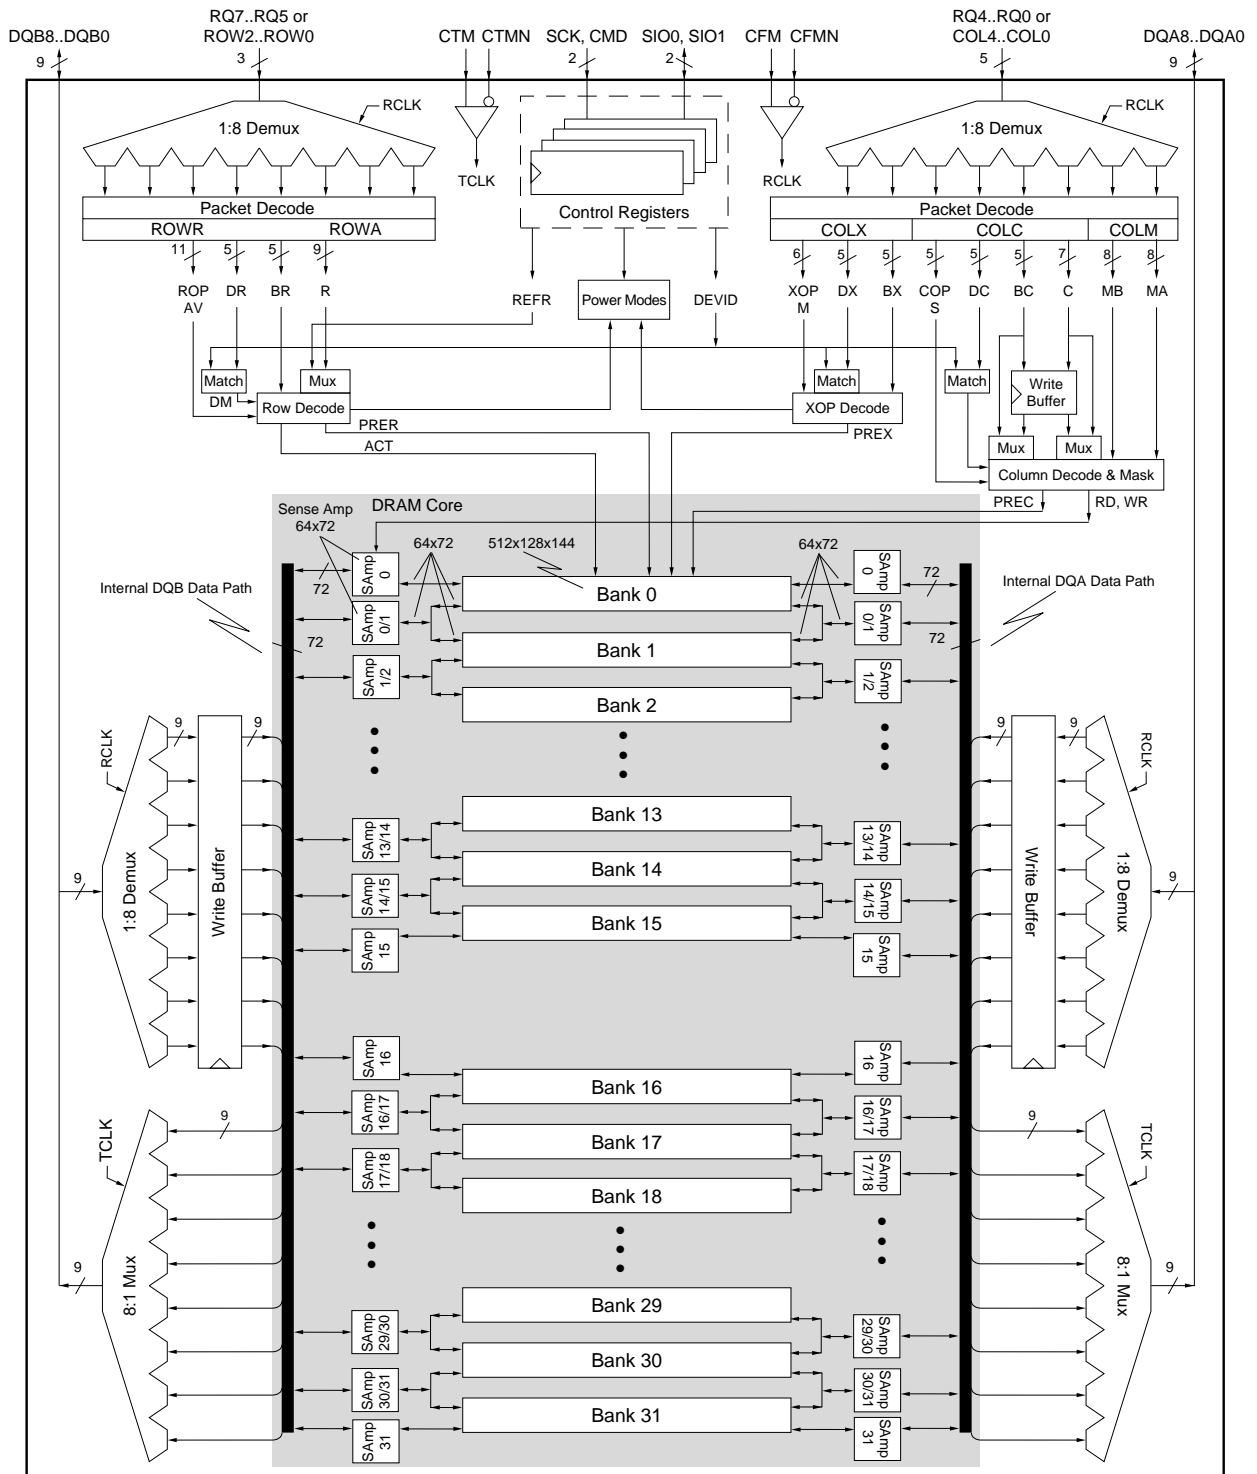 RQ7..RQ5 or
ROW2..ROW0
RQ4..RQ0 or
COL4..COL0
DQB8..DQB0
CTM CTMN
SCK, CMD
SIO0, SIO1
CFM CFMN
DQA8..DQA0
9
3
2
2
5
9
RCLK
1:8 Demux
RCLK
1:8 Demux
TCLK
RCLK
Packet Decode
ROWR
ROWA
Control Registers
Packet Decode
COLX
COLC
COLM
11
5
5
9
6
5
5
5
5
5
7
8
8
ROP
AV
DR
BR
R
REFR
Power Modes
DEVID
XOP
M
DX
BX
COP
S
DC
BC
C
MB
MA
Match
DM
Mux
Row Decode
Match
XOP Decode
Match
Write
Buffer
Mux
Mux
Column Decode & Mask
PRER
ACT
PREX
PREC
RD, WR
Sense Amp
64x72
DRAM Core
64x72
512x128x144
64x72
Internal DQB Data Path
72
72
Internal DQA Data Path
72
72
SAmp
0
Bank 0
SAmp
0
SAmp
0/1
SAmp
0/1
Bank 1
SAmp
1/2
SAmp
1/2
Bank 2
Bank 13
SAmp
13/14
SAmp
13/14
Bank 14
SAmp
14/15
SAmp
14/15
Bank 15
SAmp
15
SAmp
15
SAmp
16
SAmp
16
Bank 16
SAmp
16/17
SAmp
16/17
Bank 17
SAmp
17/18
SAmp
17/18
Bank 18
Bank 29
SAmp
29/30
SAmp
29/30
Bank 30
SAmp
30/31
SAmp
30/31
Bank 31
SAmp
31
SAmp
31
RCLK
9
9
1:8 Demux
Write Buffer
9
TCLK
9
8:1 Mux
9
9
9
RCLK
Write Buffer
1:8 Demux
9
9
TCLK
8:1 Mux
9